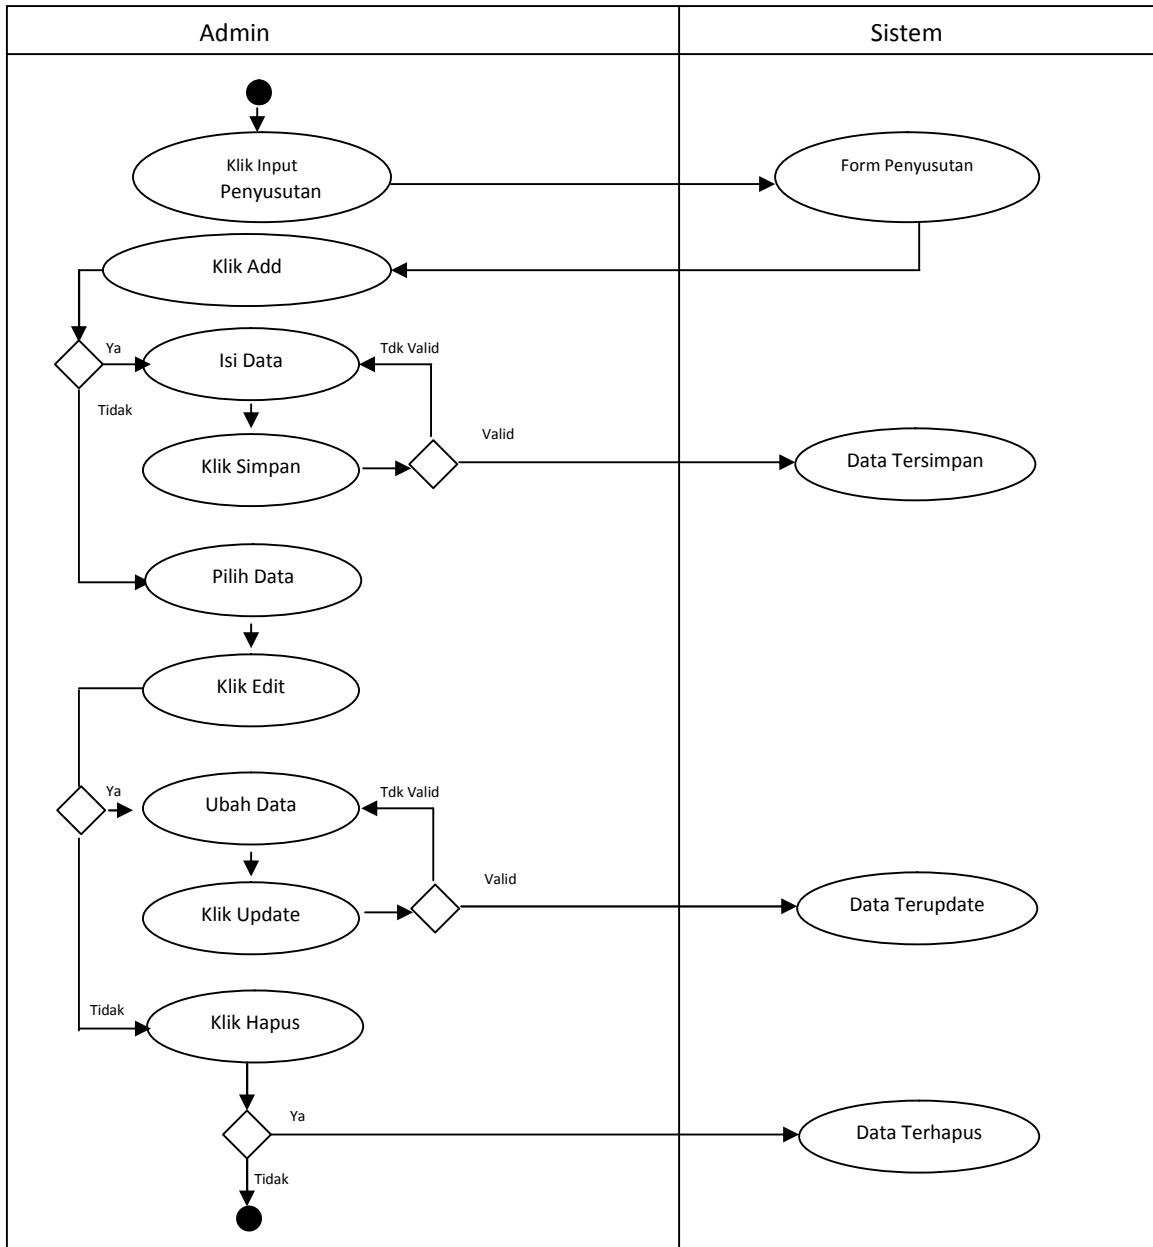 Admin
Sistem
Klik Input
Penyusutan
Form Penyusutan
Klik Add
Ya
Isi Data
Tdk Valid
Tidak
Klik Simpan
Valid
Data Tersimpan
Pilih Data
Klik Edit
Ya
Ubah Data
Tdk Valid
Klik Update
Valid
Data Terupdate
Tidak
Klik Hapus
Ya
Data Terhapus
Tidak